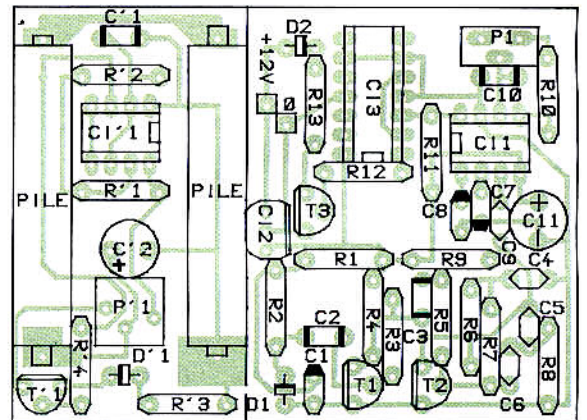 C'1
R'2
CI'1
PILE
R'1
PILE
C'2
+
P'1
R'4
D'1
T'1
R'3
D2
+12V
0
R13
CI3
P1
C10
R10
R11
CI1
R12
T3
CI2
C8
C7
C9
+
C11
-
R1
R9
C4
R2
C2
R4
R3
C3
R5
R6
R7
C5
R8
C1
D1
T1
T2
C6